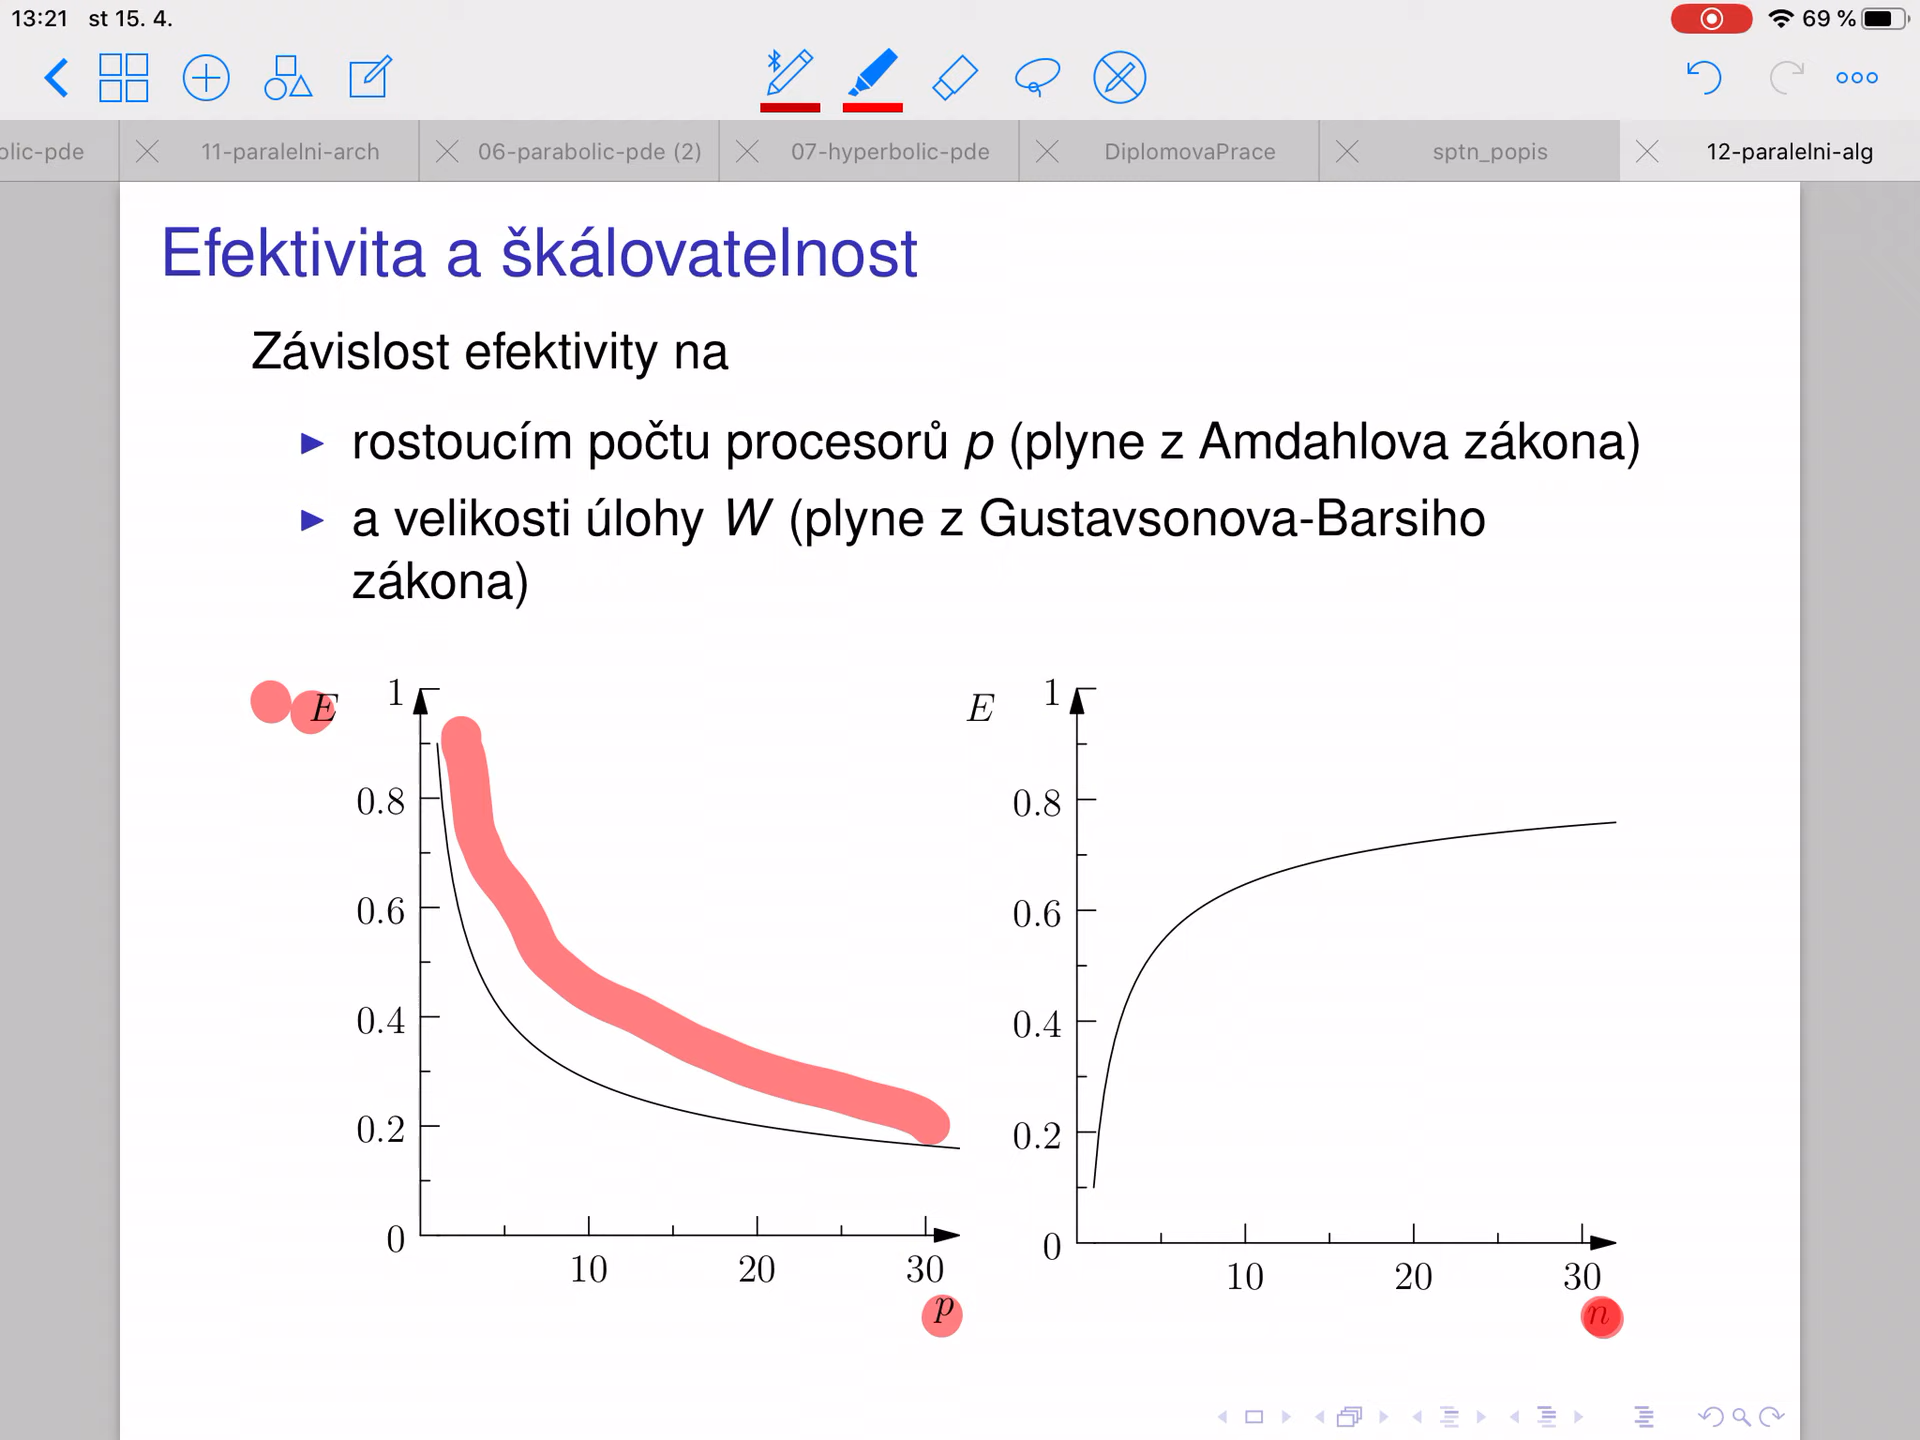 13:21 st 15. 4.
69 %
olic-pde
11-paralelni-arch
06-parabolic-pde (2)
07-hyperbolic-pde
DiplomovaPrace
sptn_popis
12-paralelni-alg
Efektivita a škálovatelnost
Závislost efektivity na
rostoucím počtu procesorů p (plyne z Amdahlova zákona)
a velikosti úlohy W (plyne z Gustavsonova-Barsiho
zákona)
E
1
0.8
0.6
0.4
0.2
0
10 20 30
p
E
1
0.8
0.6
0.4
0.2
0
10 20 30
n